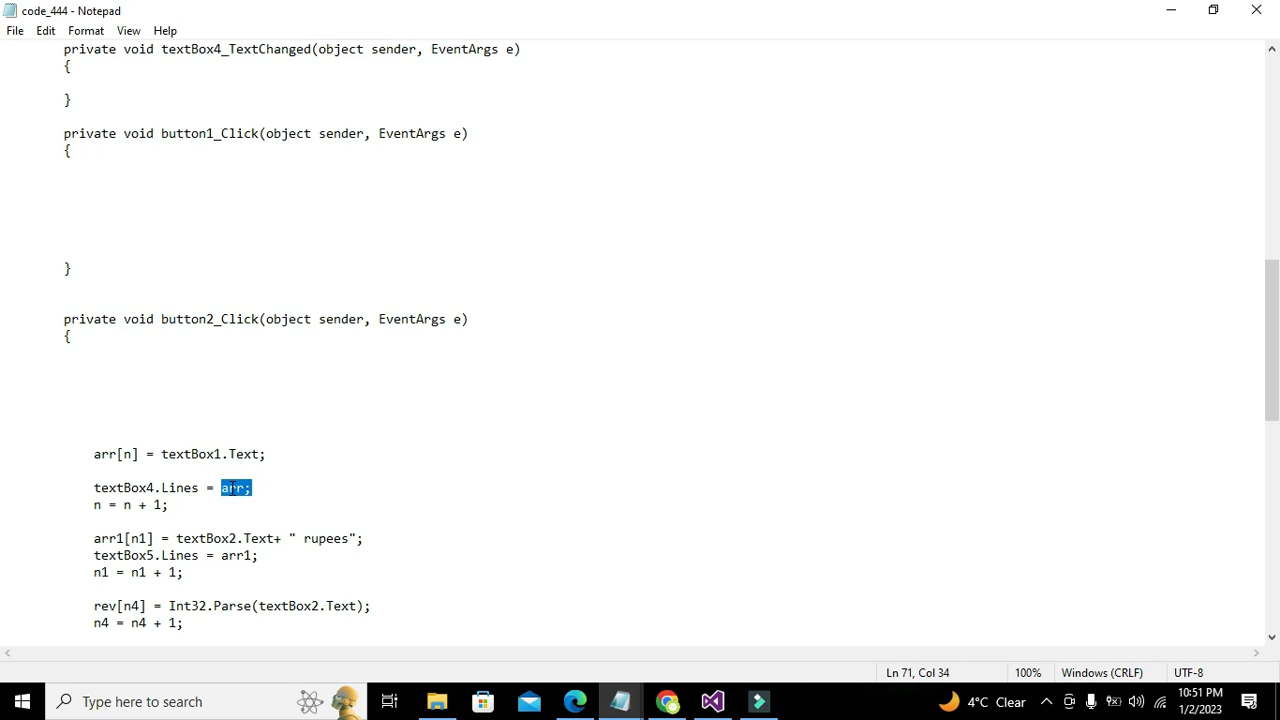 code_444 - Notepad
File Edit Format View Help
private void textBox4_TextChanged(object sender, EventArgs e)
{
}
private void button1_Click(object sender, EventArgs e)
{
}
private void button2_Click(object sender, EventArgs e)
{
arr[n] = textBox1.Text;
textBox4.Lines = arr;
n = n + 1;
arr1[n1] = textBox2.Text+ " rupees";
textBox5.Lines = arr1;
n1 = n1 + 1;
rev[n4] = Int32.Parse(textBox2.Text);
n4 = n4 + 1;
Ln 71, Col 34 100% Windows (CRLF) UTF-8
Type here to search 4°C Clear 10:51 PM
1/2/2023